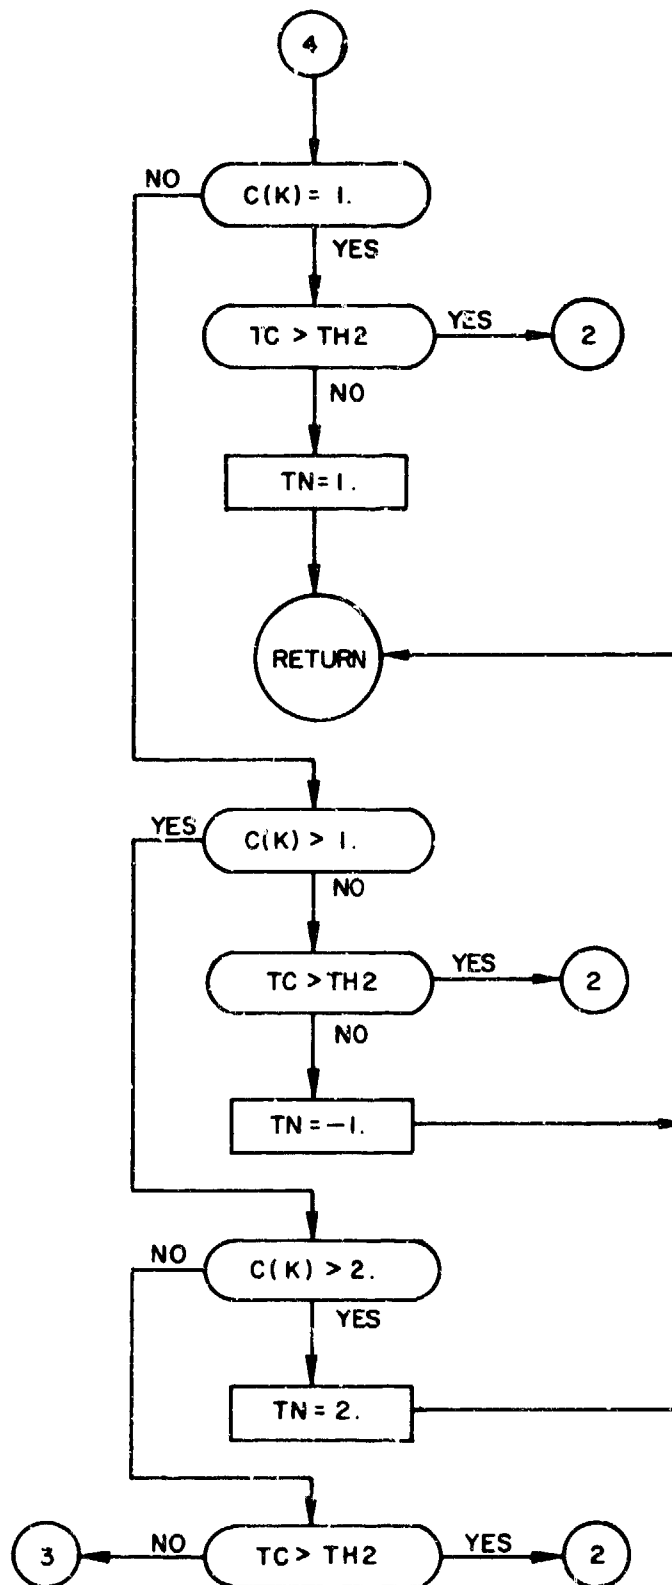 4
NO
C(K) = 1.
YES
TC > TH2
YES
2
NO
TN=1.
RETURN
YES
C(K) > 1.
NO
TC > TH2
YES
2
NO
TN = -1.
NO
C(K) > 2.
YES
TN = 2.
3
NO
TC > TH2
YES
2